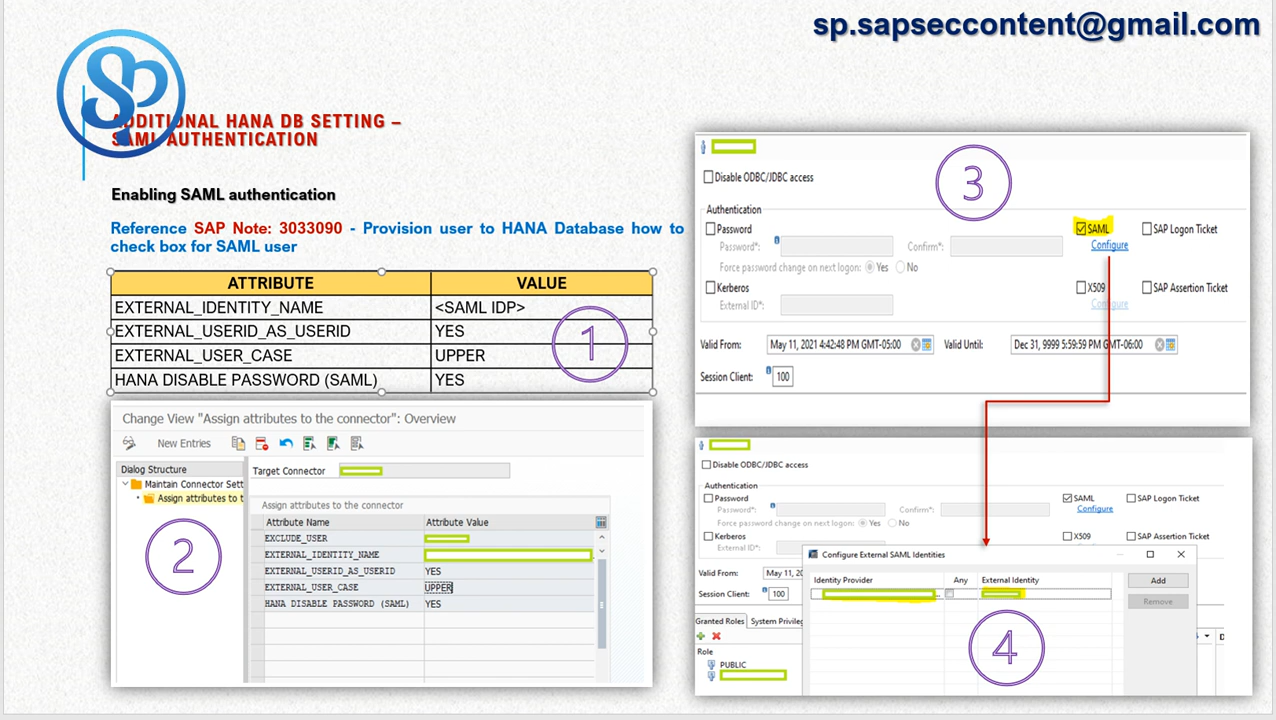 sp.sapseccontent@gmail.com
SP
ADDITIONAL HANA DB SETTING –
SAML AUTHENTICATION
Enabling SAML authentication
Reference SAP Note: 3033090 - Provision user to HANA Database how to
check box for SAML user
ATTRIBUTE VALUE
EXTERNAL_IDENTITY_NAME <SAML IDP>
EXTERNAL_USERID_AS_USERID YES
EXTERNAL_USER_CASE UPPER
HANA DISABLE PASSWORD (SAML) YES
1
Change View "Assign attributes to the connector": Overview
New Entries
Dialog Structure
Maintain Connector Sett
Assign attributes to t
Target Connector
Assign attributes to the connector
Attribute Name Attribute Value
EXCLUDE_USER
EXTERNAL_IDENTITY_NAME
EXTERNAL_USERID_AS_USERID YES
EXTERNAL_USER_CASE UPPER
HANA DISABLE PASSWORD (SAML) YES
2
3
Disable ODBC/JDBC access
Authentication
Password SAML SAP Logon Ticket
Password*: Confirm*: Configure
Force password change on next logon: Yes No
Kerberos X509 SAP Assertion Ticket
External ID*: Configure
Valid From: May 11, 2021 4:42:48 PM GMT-05:00 Valid Until: Dec 31, 9999 5:59:59 PM GMT-06:00
Session Client: 100
Disable ODBC/JDBC access
Authentication
Password SAML SAP Logon Ticket
Password*: Confirm*: Configure
Force password change on next logon: Yes No
Kerberos X509 SAP Assertion Ticket
External ID*:
Valid From: May 11, 20
Session Client: 100
Granted Roles System Privileg
Role
PUBLIC
Configure External SAML Identities
Identity Provider Any External Identity
Add
Remove
4